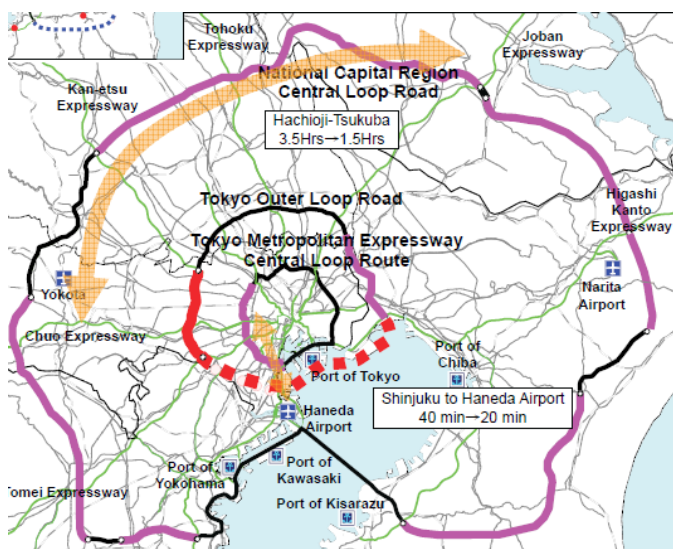 Tohoku
Expressway
Joban
Expressway
Kan-etsu
Expressway
National Capital Region
Central Loop Road
Hachioji-Tsukuba
3.5Hrs→1.5Hrs
Tokyo Outer Loop Road
Higashi
Kanto
Expressway
Tokyo Metropolitan Expressway
Central Loop Route
Yokota
Narita
Airport
Chuo Expressway
Port of Tokyo
Port of
Chiba
Shinjuku to Haneda Airport
40 min→20 min
Haneda
Airport
Port of
Yokohama
Port of
Kawasaki
Tomei Expressway
Port of Kisarazu